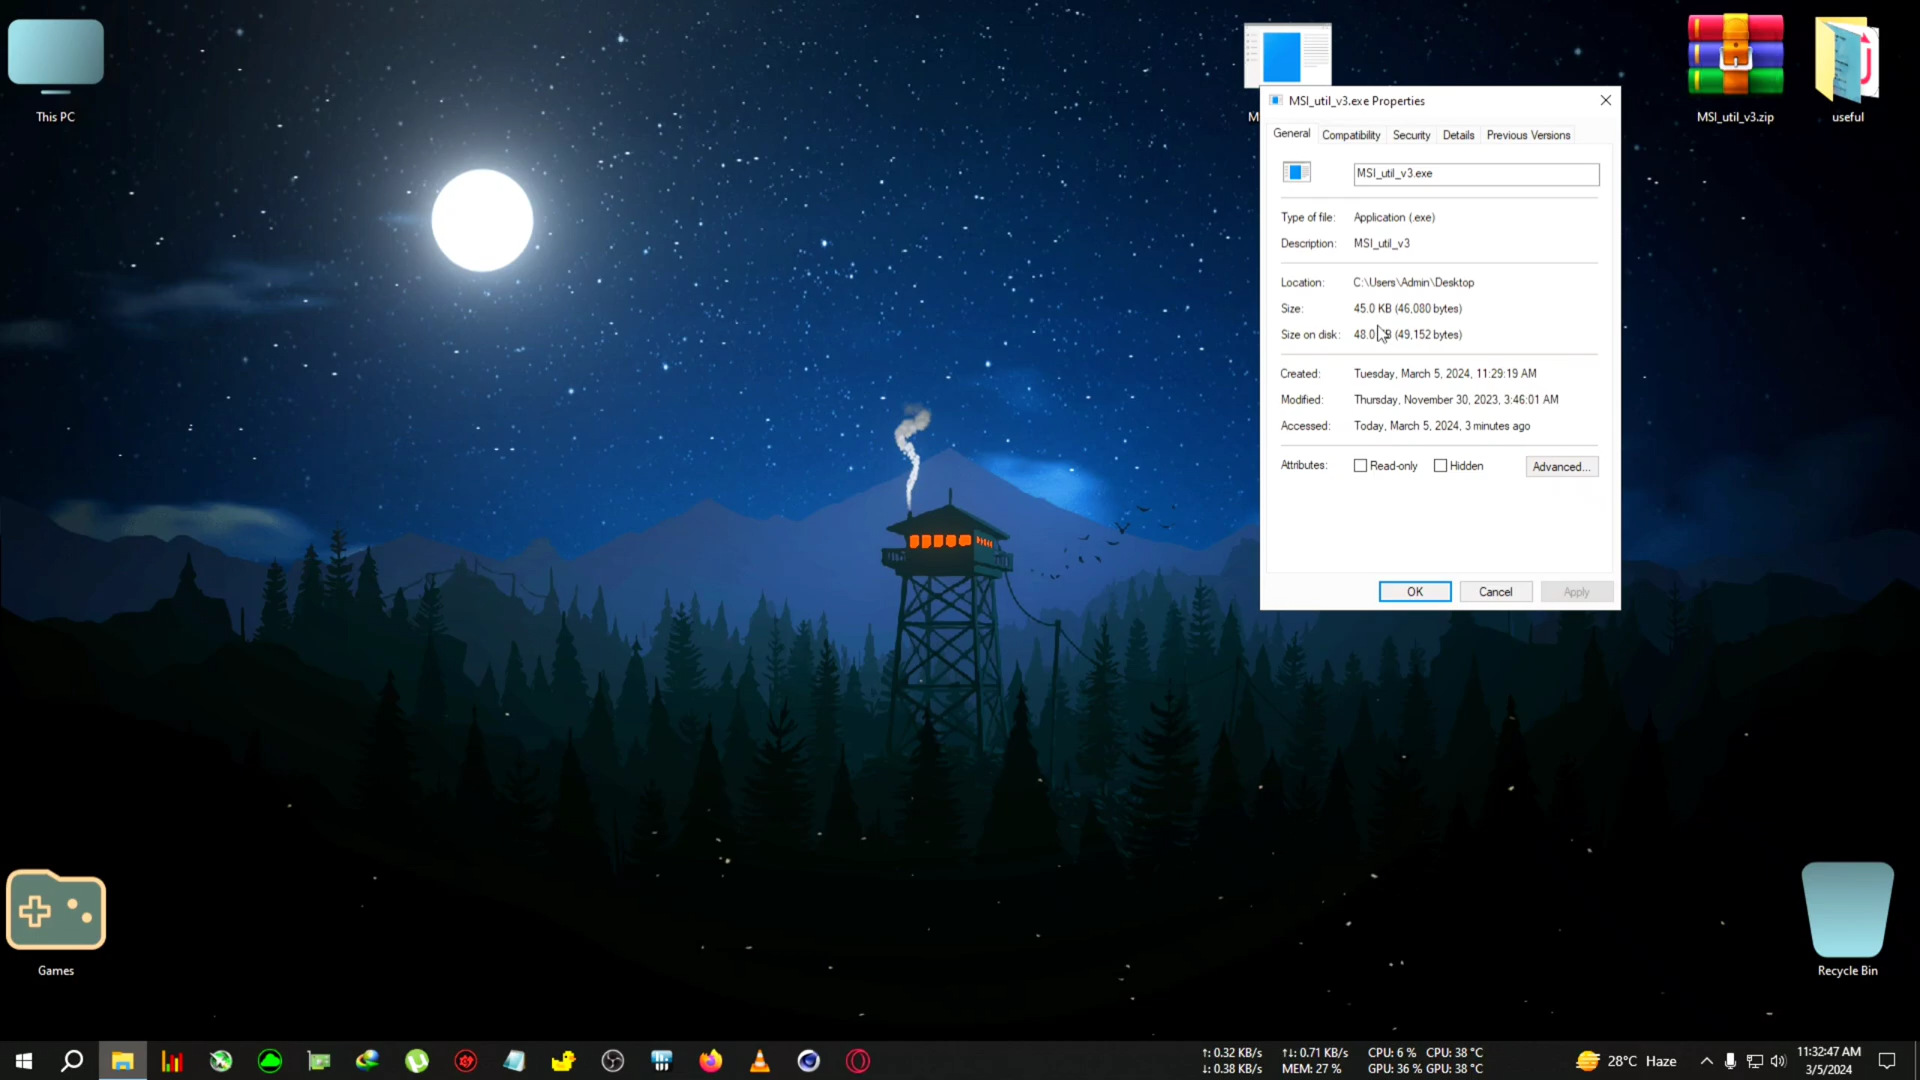 This PC
M
MSI_util_v3.zip
useful
MSI_util_v3.exe Properties
General Compatibility Security Details Previous Versions
MSI_util_v3.exe
Type of file: Application (.exe)
Description: MSI_util_v3
Location: C:\Users\Admin\Desktop
Size: 45.0 KB (46,080 bytes)
Size on disk: 48.0 KB (49,152 bytes)
Created: Tuesday, March 5, 2024, 11:29:19 AM
Modified: Thursday, November 30, 2023, 3:46:01 AM
Accessed: Today, March 5, 2024, 3 minutes ago
Attributes: Read-only Hidden Advanced...
OK Cancel Apply
Games
Recycle Bin
↑: 0.32 KB/s ↑↓: 0.71 KB/s CPU: 6 % CPU: 38 °C
↓: 0.38 KB/s MEM: 27 % GPU: 36 % GPU: 38 °C
28°C Haze
11:32:47 AM
3/5/2024